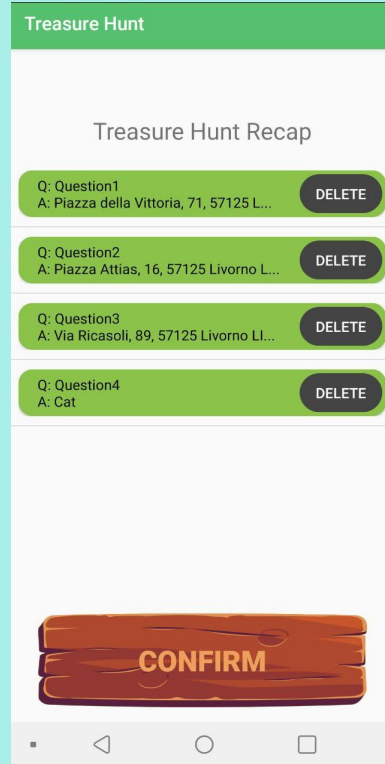 Treasure Hunt
Treasure Hunt Recap
Q: Question1
A: Piazza della Vittoria, 71, 57125 L...
DELETE
Q: Question2
A: Piazza Attias, 16, 57125 Livorno L...
DELETE
Q: Question3
A: Via Ricasoli, 89, 57125 Livorno LI...
DELETE
Q: Question4
A: Cat
DELETE
CONFIRM